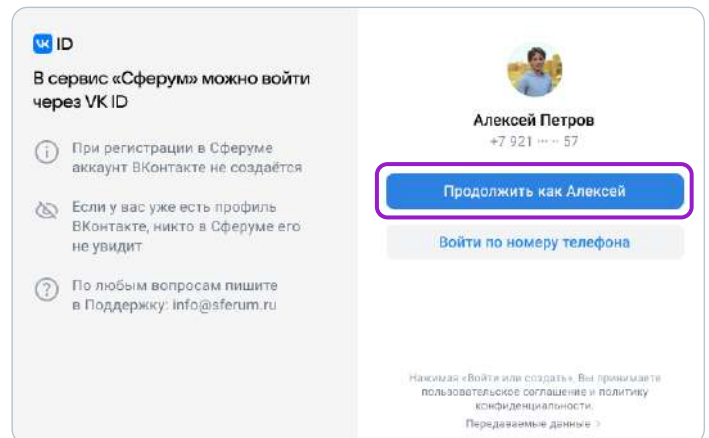 VK ID
В сервис «Сферум» можно войти
через VK ID
При регистрации в Сферуме
аккаунт ВКонтакте не создаётся
Если у вас уже есть профиль
ВКонтакте, никто в Сферуме его
не увидит
По любым вопросам пишите
в Поддержку: info@sferum.ru
Алексей Петров
+7 921 ··· ·· 57
Продолжить как Алексей
Войти по номеру телефона
Нажимая «Войти или создать», Вы принимаете
пользовательское соглашение и политику
конфиденциальности.
Передаваемые данные >